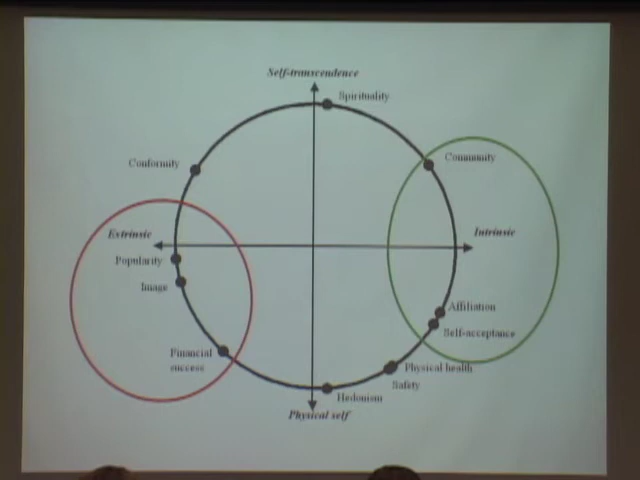 Self-transcendence
Spirituality
Conformity
Community
Extrinsic
Intrinsic
Popularity
Image
Affiliation
Self-acceptance
Financial
success
Physical health
Safety
Hedonism
Physical self